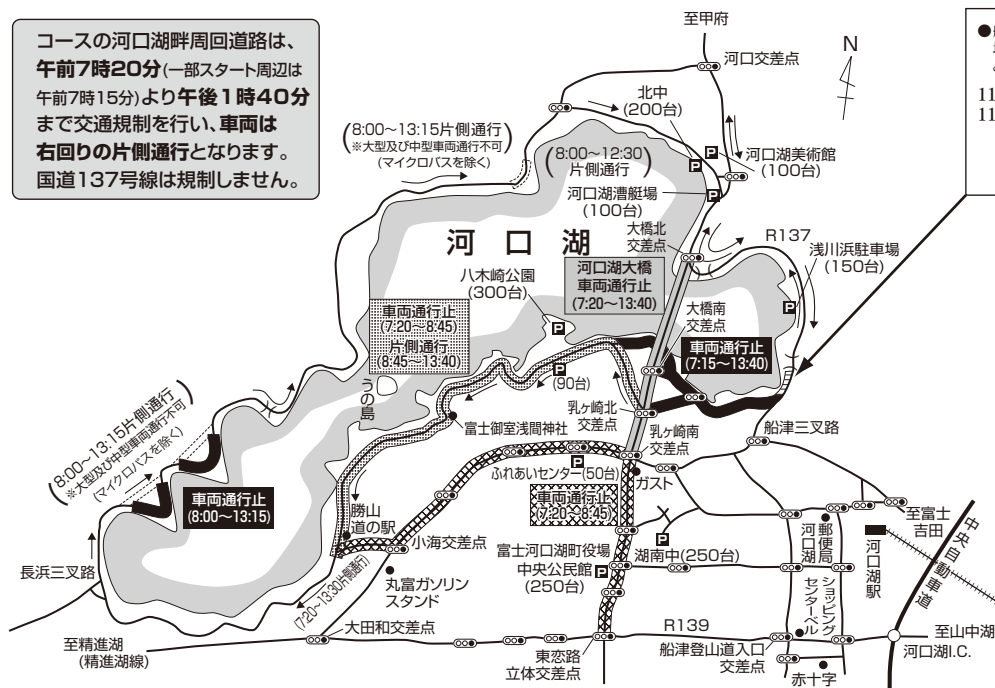 コースの河口湖畔周回道路は、
午前7時20分(一部スタート周辺は
午前7時15分)より午後1時40分
まで交通規制を行い、車両は
右回りの片側通行となります。
国道137号線は規制しません。
至甲府
N
河口交差点
北中
(200台)
(8:00〜13:15片側通行)
※大型及び中型車両通行不可
(マイクロバスを除く)
(8:00〜12:30)
片側通行
P
P
河口湖美術館
(100台)
河口湖漕艇場
(100台)
P
大橋北
交差点
R137
浅川浜駐車場
(150台)
P
河口湖
八木崎公園
(300台)
P
河口湖大橋
車両通行止
(7:20〜13:40)
車両通行止
(7:20〜8:45)
片側通行
(8:45〜13:40)
大橋南
交差点
車両通行止
(7:15〜13:40)
うの島
P
(90台)
富士御室浅間神社
乳ヶ崎北
交差点
乳ヶ崎南
交差点
船津三叉路
(8:00〜13:15片側通行)
※大型及び中型車両通行不可
(マイクロバスを除く)
車両通行止
(8:00〜13:15)
P
ふれあいセンター(50台)
ガスト
車両通行止
(7:20〜8:45)
勝山
道の駅
小海交差点
富士河口湖町役場
中央公民館
(250台)
P
P
湖南中(250台)
河口湖
郵便局
河口湖駅
至富士
吉田
中央自動車道
長浜三叉路
(7:20〜13:30片側通行)
丸富ガソリン
スタンド
ショッピング
センターベル
大田和交差点
R139
至精進湖
(精進湖線)
東恋路
立体交差点
船津登山道入口
交差点
赤十字
至山中湖
河口湖I.C.
11
11